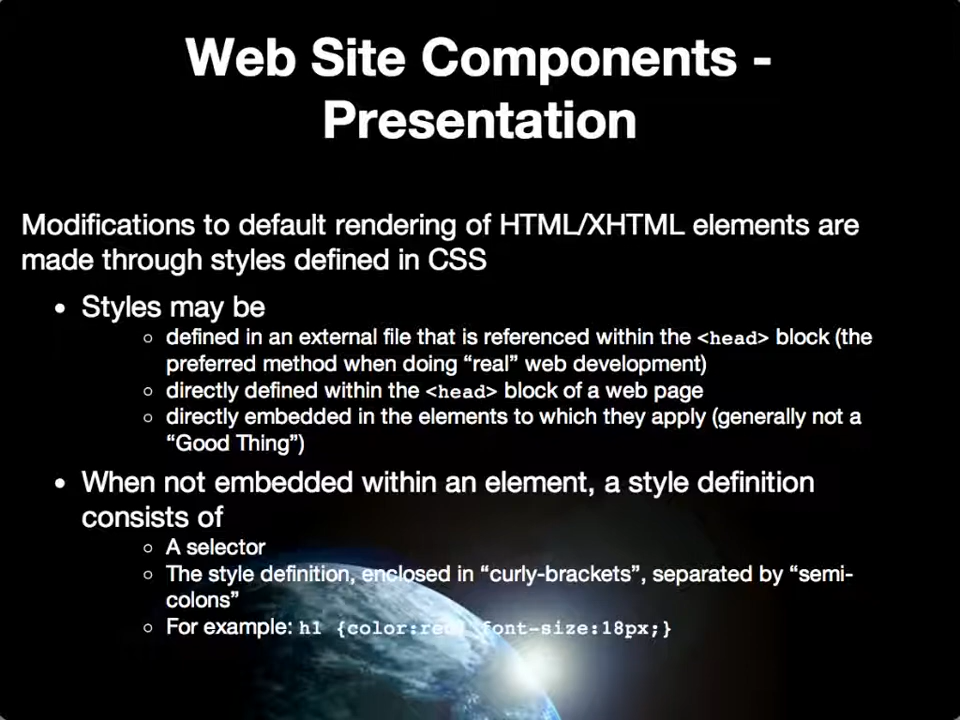 Web Site Components -
Presentation
Modifications to default rendering of HTML/XHTML elements are
made through styles defined in CSS
• Styles may be
○ defined in an external file that is referenced within the <head> block (the
preferred method when doing “real” web development)
○ directly defined within the <head> block of a web page
○ directly embedded in the elements to which they apply (generally not a
“Good Thing”)
• When not embedded within an element, a style definition
consists of
○ A selector
○ The style definition, enclosed in “curly-brackets”, separated by “semi-
colons”
○ For example: h1 {color:red; font-size:18px;}